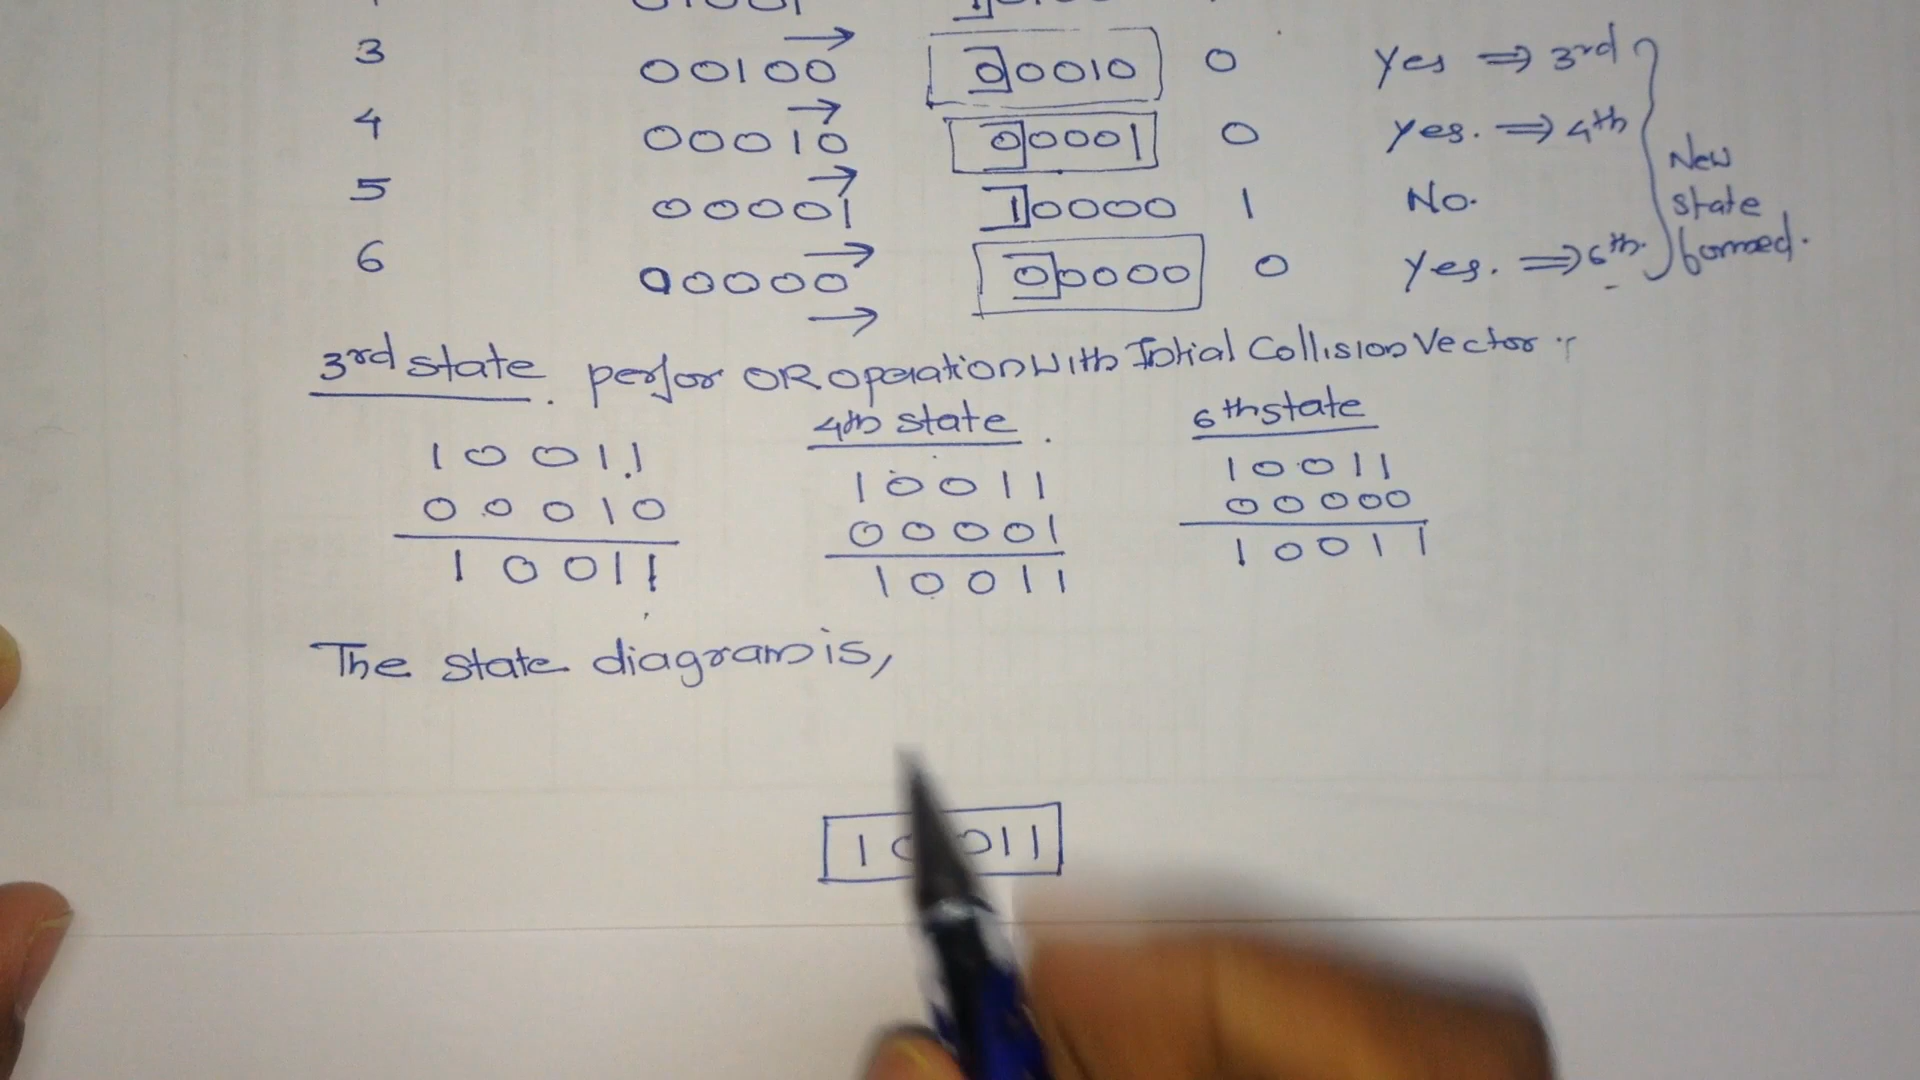 3 00100 → 00010 0 Yes ⇒ 3rd
4 00010 → 00001 0 Yes. ⇒ 4th
5 00001 → 10000 1 No.
6 00000 → 00000 0 Yes. ⇒ 6th.
New
state
formed.
→
3rd state. perfor OR operation with Initial Collision Vector :
4th state.
6th state
10011 10011 10011
00010 00001 00000
10011 10011 10011
The state diagram is,